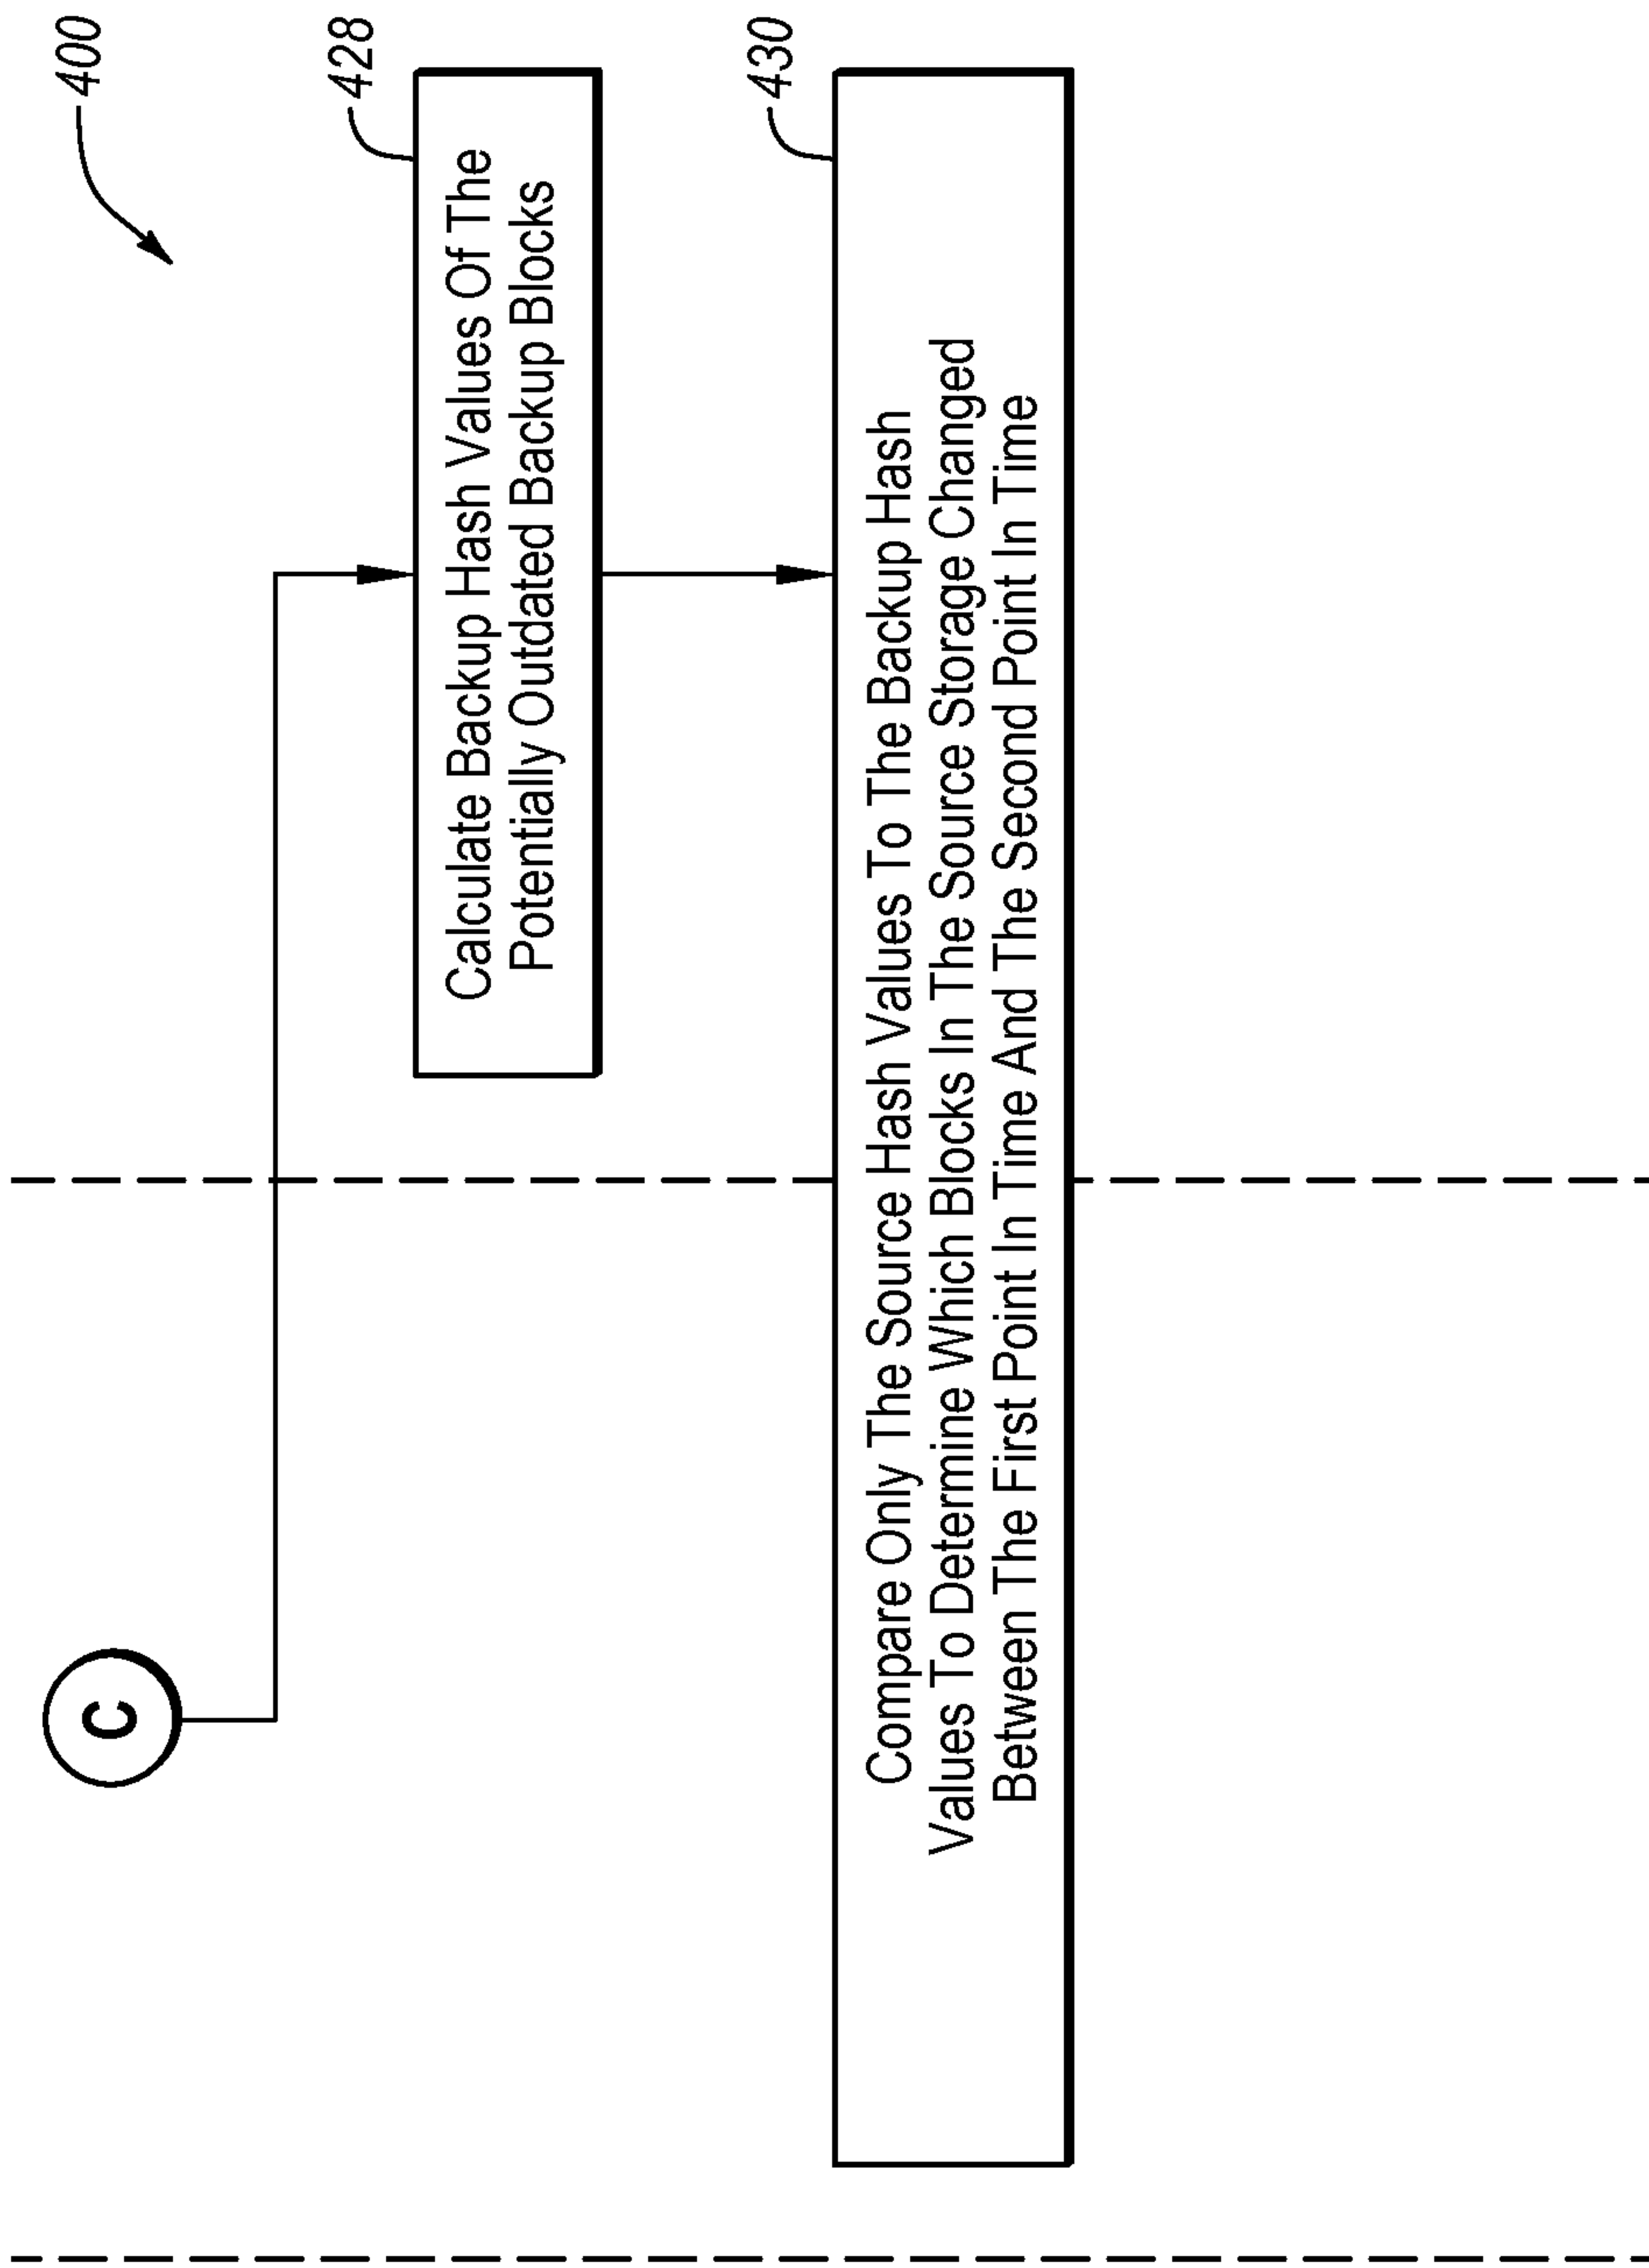 400
C
428
Calculate Backup Hash Values Of The
Potentially Outdated Backup Blocks
430
Compare Only The Source Hash Values To The Backup Hash
Values To Determine Which Blocks In The Source Storage Changed
Between The First Point In Time And The Second Point In Time